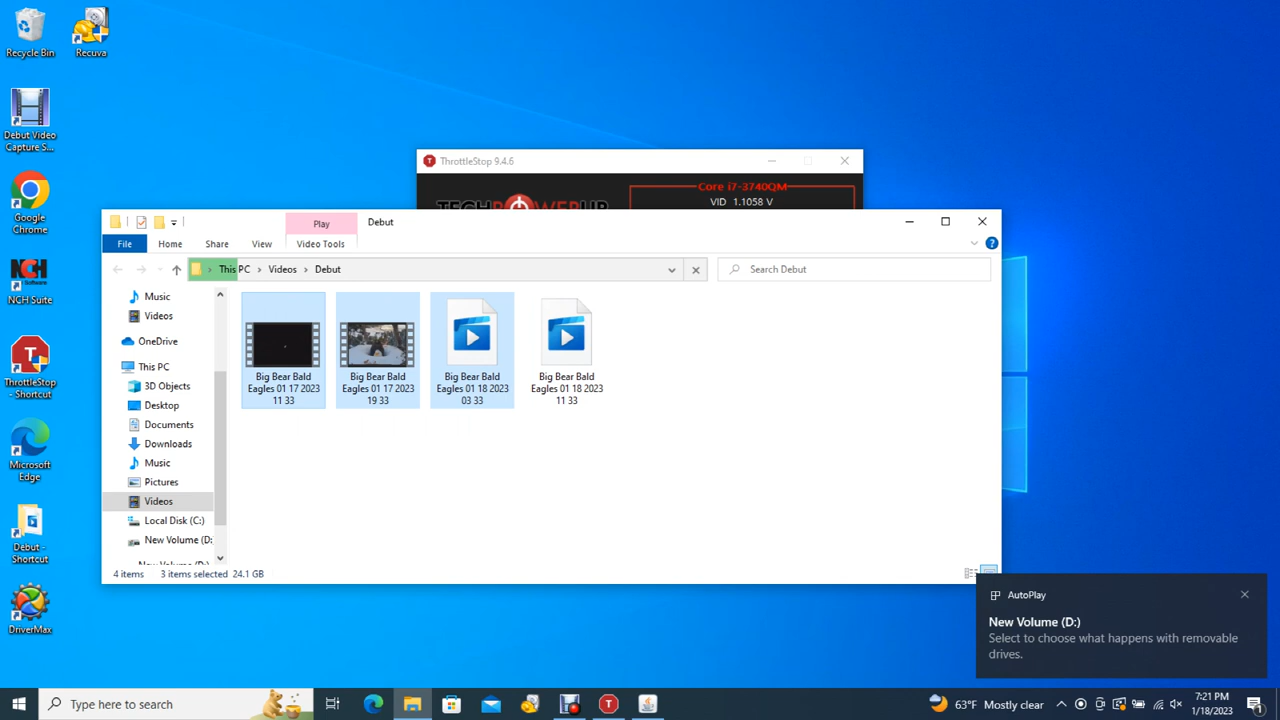 Recycle Bin
Recuva
Debut Video
Capture S...
Google
Chrome
NCH
Software
NCH Suite
ThrottleStop
- Shortcut
Microsoft
Edge
Debut -
Shortcut
DriverMax
ThrottleStop 9.4.6
TECHPOWERUP
Core i7-3740QM
VID 1.1058 V
Play
Debut
File
Home
Share
View
Video Tools
This PC
Videos
Debut
Search Debut
Music
Videos
OneDrive
This PC
3D Objects
Desktop
Documents
Downloads
Music
Pictures
Videos
Local Disk (C:)
New Volume (D:
New Volume (D:)
Big Bear Bald
Eagles 01 17 2023
11 33
Big Bear Bald
Eagles 01 17 2023
19 33
Big Bear Bald
Eagles 01 18 2023
03 33
Big Bear Bald
Eagles 01 18 2023
11 33
4 items
3 items selected 24.1 GB
AutoPlay
New Volume (D:)
Select to choose what happens with removable
drives.
Type here to search
63°F Mostly clear
7:21 PM
1/18/2023
1